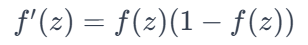 f′(z) = f(z)(1 − f(z))